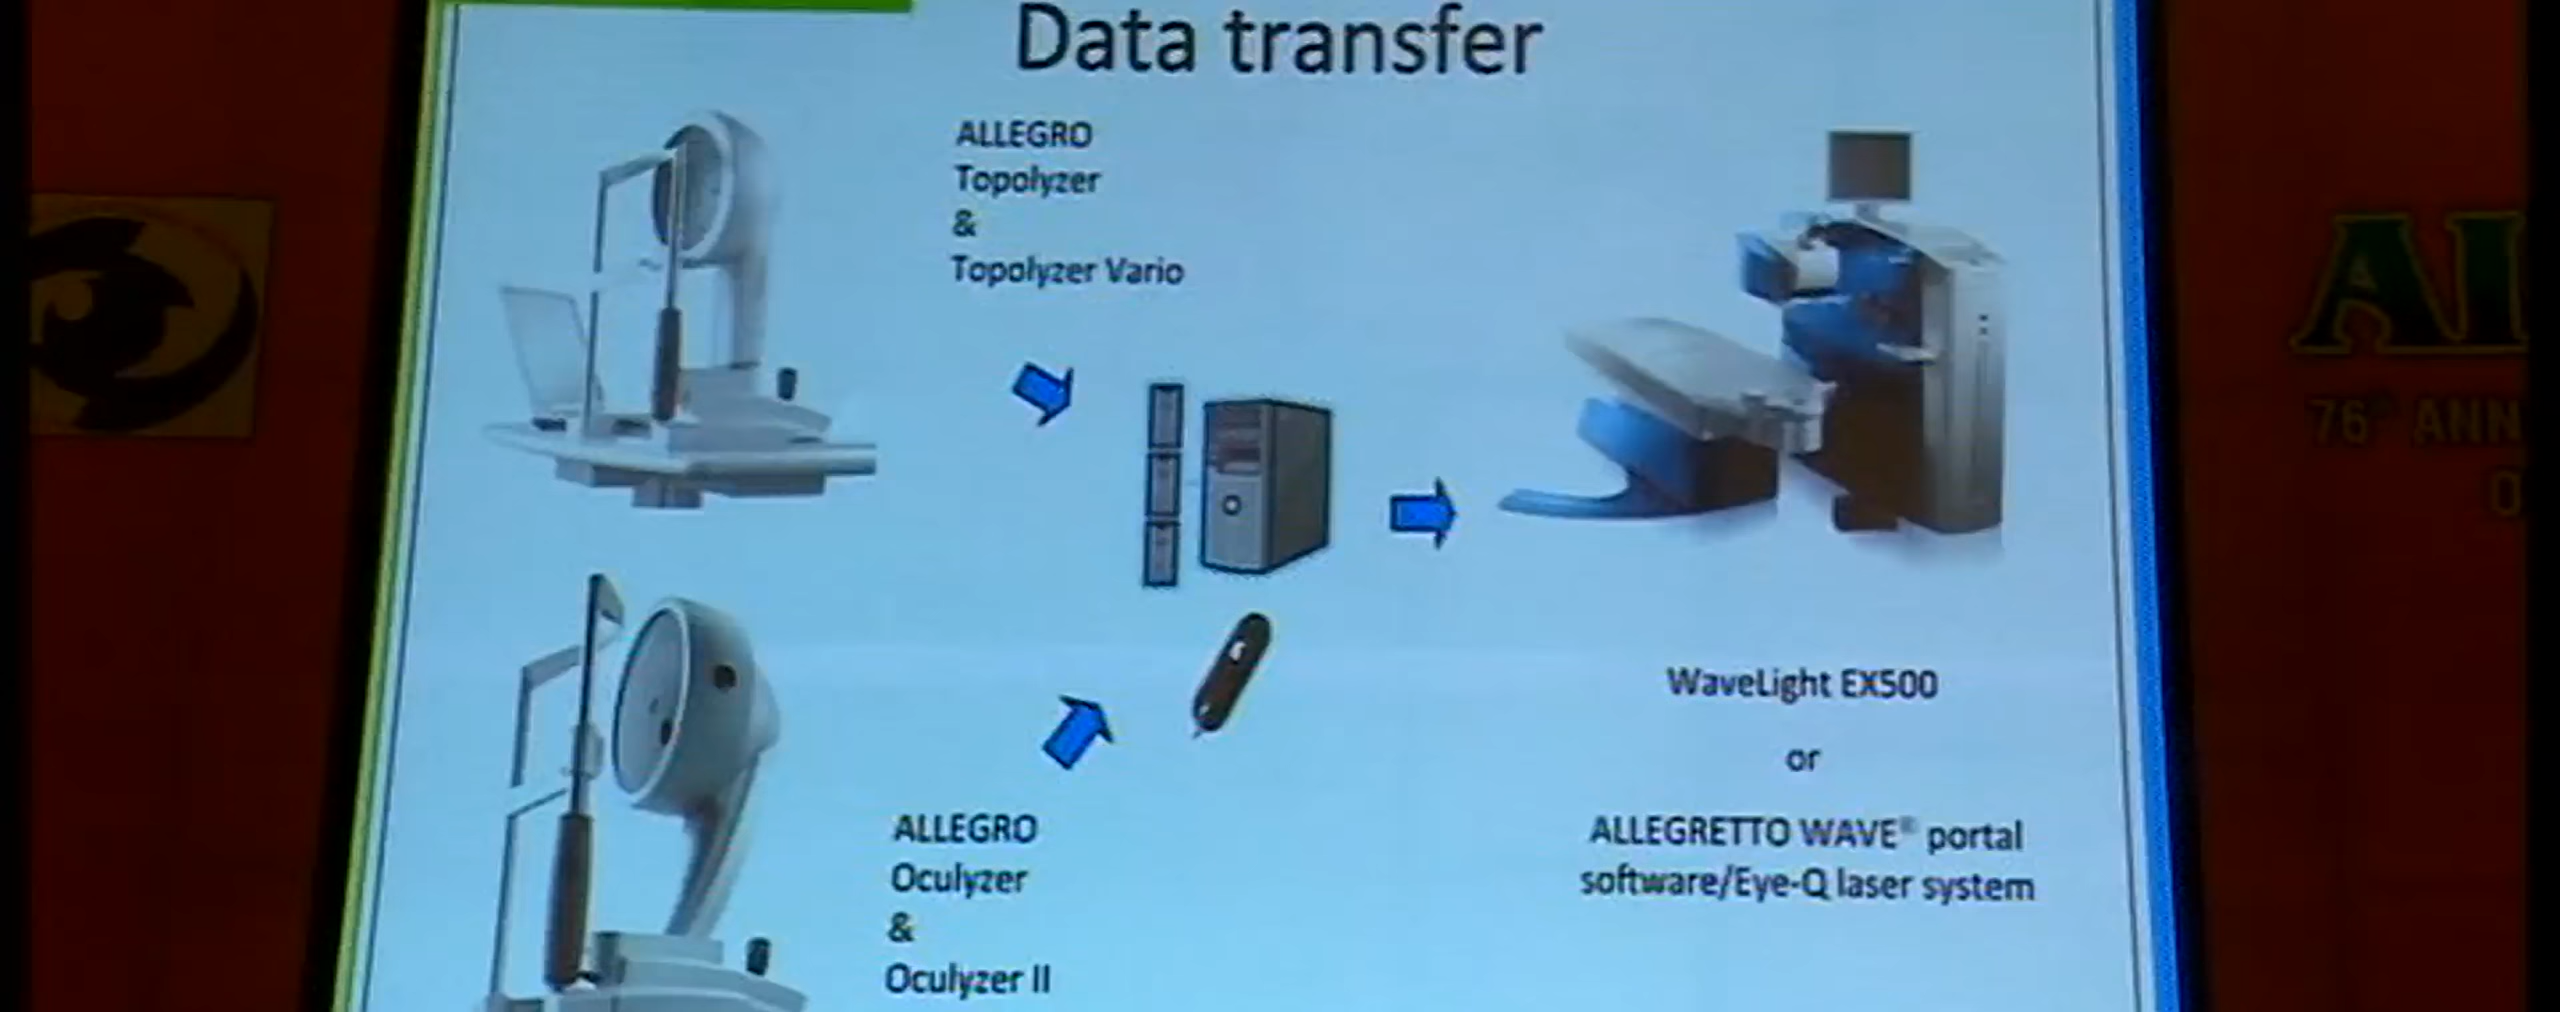 Data transfer
ALLEGRO
Topolyzer
&
Topolyzer Vario
WaveLight EX500
or
ALLEGRETTO WAVE® portal
software/Eye-Q laser system
ALLEGRO
Oculyzer
&
Oculyzer II
76